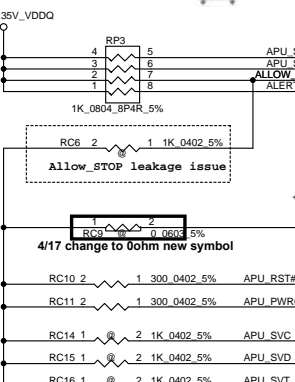 35V_VDDQ
RP3
4 5 APU_S
3 6 APU_S
2 7 ALLOW_
1 8 ALERT
1K_0804_8P4R_5%
RC6 2 @ 1 1K_0402_5%
Allow_STOP leakage issue
1 2
RC9 @ 0_0603_5%
4/17 change to 0ohm new symbol
RC10 2 1 300_0402_5% APU_RST#
RC11 2 1 300_0402_5% APU_PWR
RC14 1 @ 2 1K_0402_5% APU_SVC
RC15 1 @ 2 1K_0402_5% APU_SVD
RC16 1 @ 2 1K_0402_5% APU_SVT